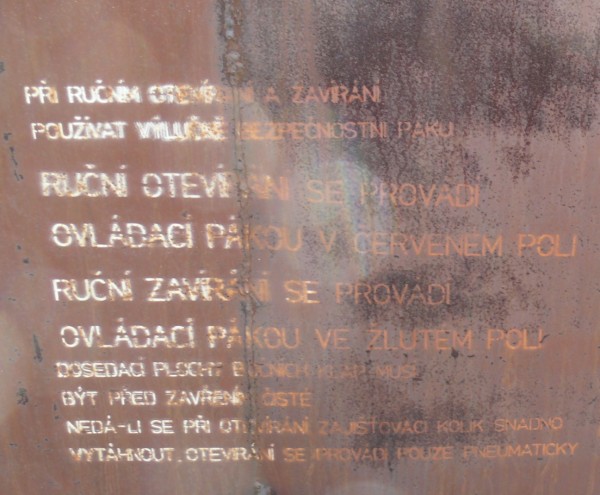 PŘI RUČNÍM OTEVÍRÁNÍ A ZAVÍRÁNÍ
POUŽÍVAT VÝLUČNĚ BEZPEČNOSTNÍ PÁKU
RUČNÍ OTEVÍRÁNÍ SE PROVÁDÍ
OVLÁDACÍ PÁKOU V ČERVENÉM POLI
RUČNÍ ZAVÍRÁNÍ SE PROVÁDÍ
OVLÁDACÍ PÁKOU VE ŽLUTÉM POLI
DOSEDACÍ PLOCHY BOČNÍCH KLAP MUSÍ
BÝT PŘED ZAVŘENÍM ČISTÉ
NEDÁ-LI SE PŘI OTEVÍRÁNÍ ZAJIŠŤOVACÍ KOLÍK SNADNO
VYTÁHNOUT, OTEVÍRÁNÍ SE PROVÁDÍ POUZE PNEUMATICKY